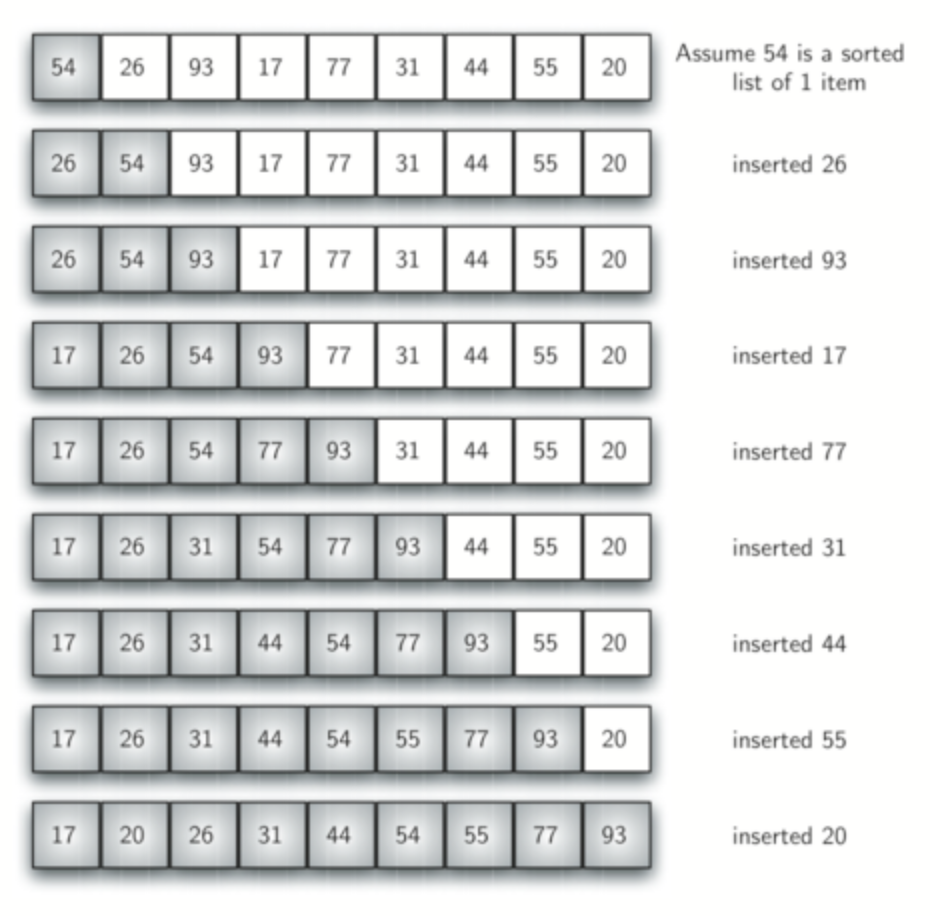 54 26 93 17 77 31 44 55 20 Assume 54 is a sorted
list of 1 item
26 54 93 17 77 31 44 55 20 inserted 26
26 54 93 17 77 31 44 55 20 inserted 93
17 26 54 93 77 31 44 55 20 inserted 17
17 26 54 77 93 31 44 55 20 inserted 77
17 26 31 54 77 93 44 55 20 inserted 31
17 26 31 44 54 77 93 55 20 inserted 44
17 26 31 44 54 55 77 93 20 inserted 55
17 20 26 31 44 54 55 77 93 inserted 20